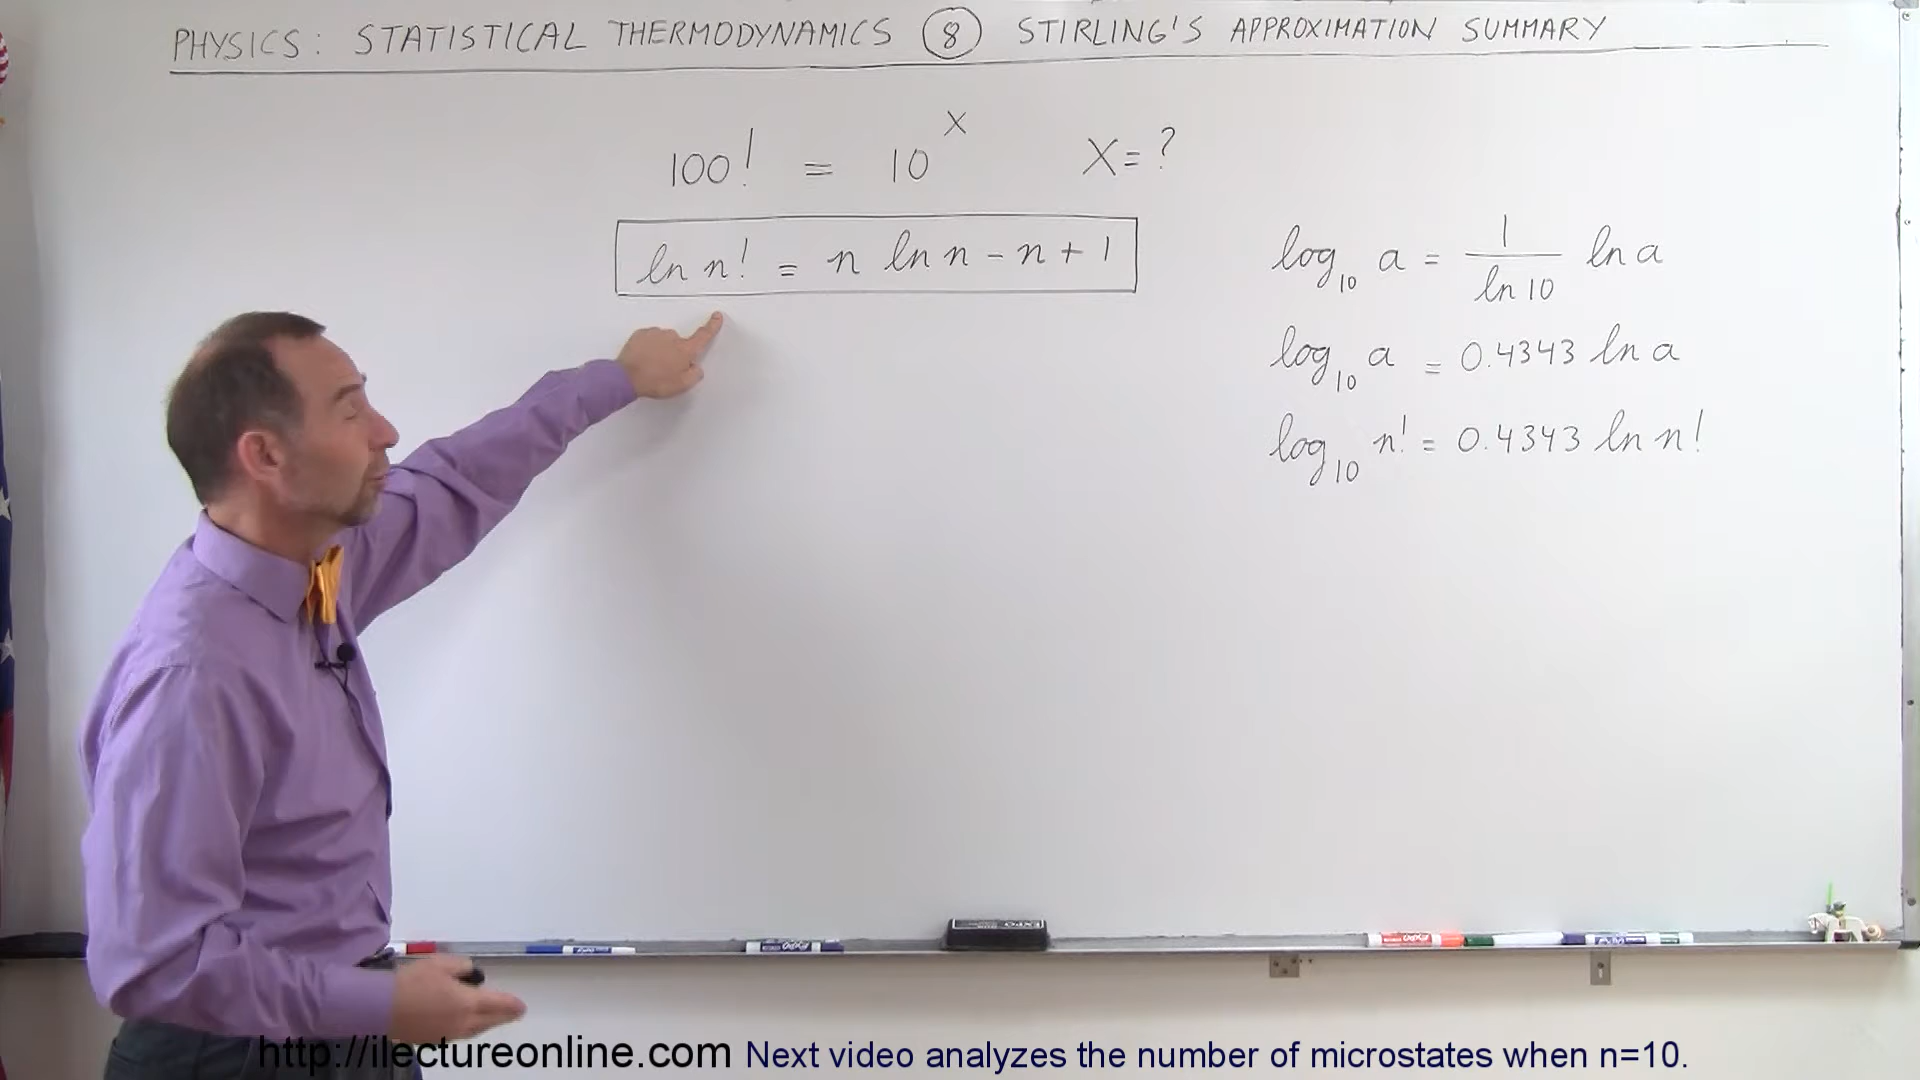 PHYSICS: STATISTICAL THERMODYNAMICS 8 STIRLING'S APPROXIMATION SUMMARY
100! = 10^x X=?
ln n! = n ln n - n + 1
log₁₀ a = 1/ln 10 ln a
log₁₀ a = 0.4343 ln a
log₁₀ n! = 0.4343 ln n!
EXPO
http://ilectureonline.com Next video analyzes the number of microstates when n=10.